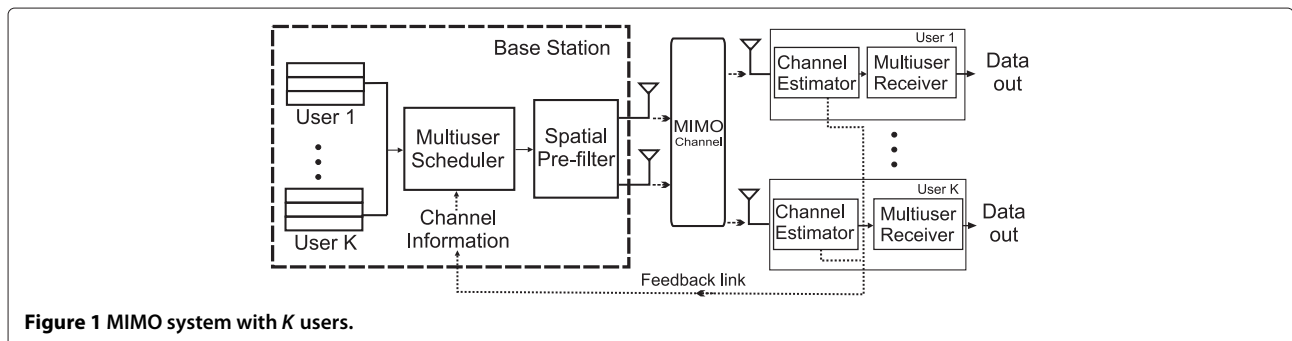 Base Station
User 1
User K
Multiuser
Scheduler
Channel
Information
Spatial
Pre-filter
MIMO
Channel
User 1
Channel
Estimator
Multiuser
Receiver
Data
out
User K
Channel
Estimator
Multiuser
Receiver
Data
out
Feedback link
Figure 1 MIMO system with K users.